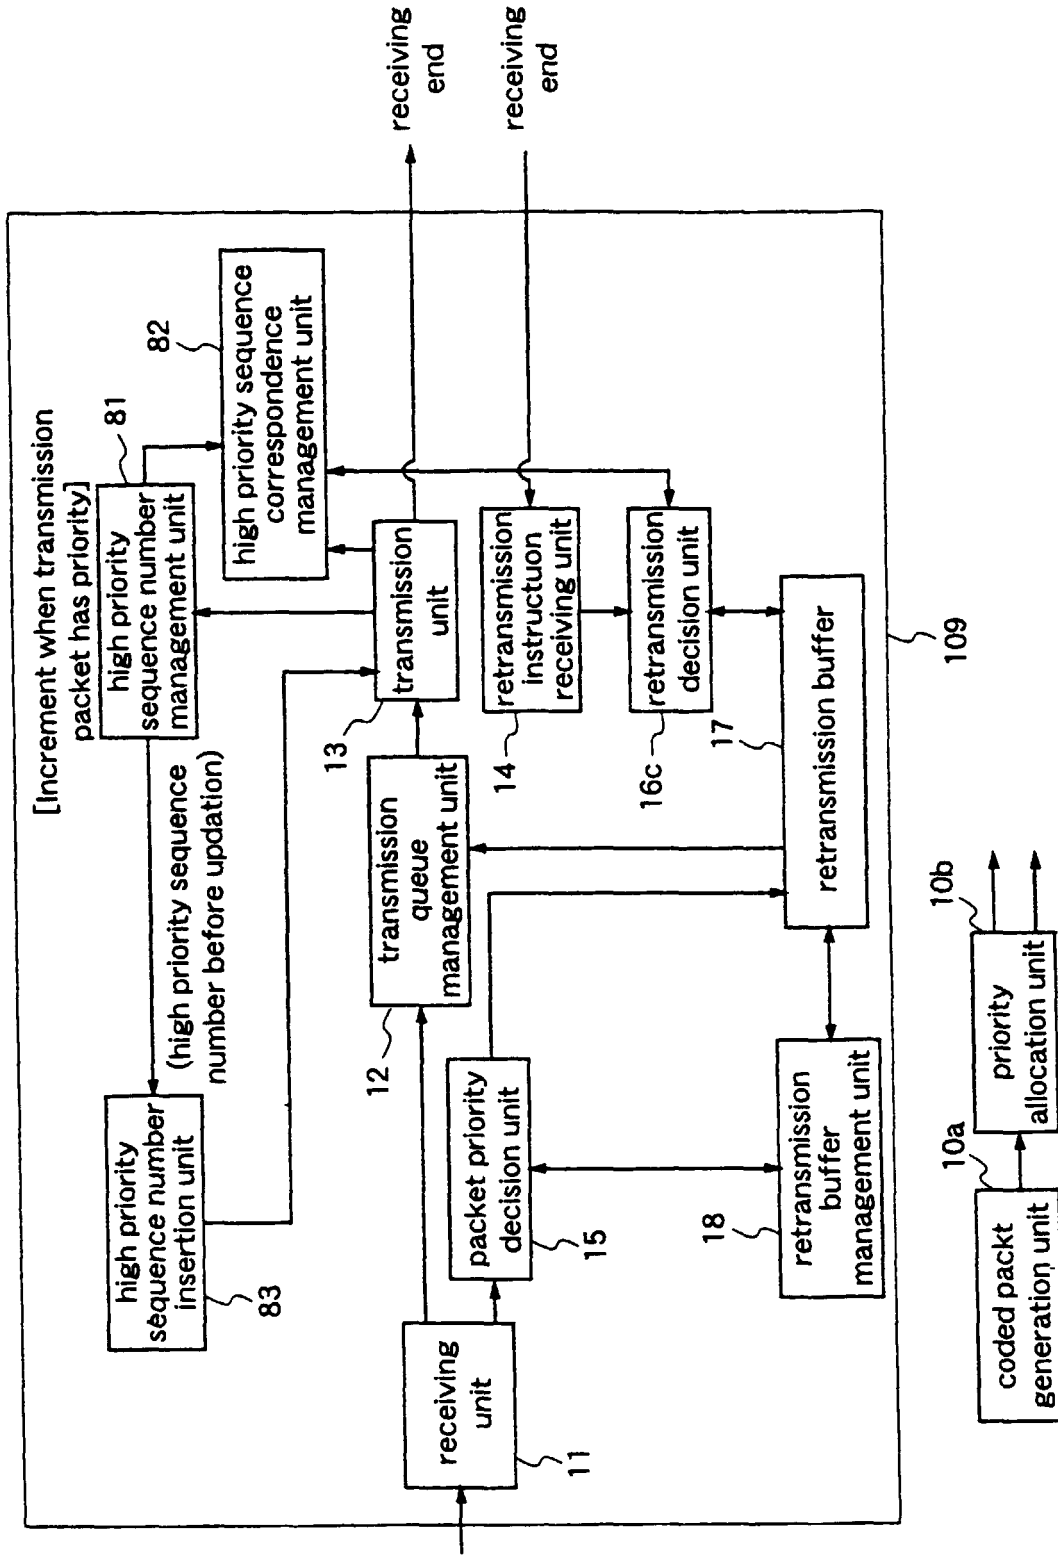 [Increment when transmission
packet has priority]
81
high priority
sequence number
management unit
82
high priority sequence
correspondence
management unit
(high priority sequence
number before updation)
high priority
sequence number
insertion unit
83
receiving
end
receiving
end
13
transmission
unit
12
transmission
queue
management unit
14
retransmission
instructuon
receiving unit
16c
retransmission
decision unit
receiving
unit
11
packet priority
decision unit
15
17
retransmission buffer
18
retransmission
buffer
management unit
109
10a
coded packt
generation unit
10b
priority
allocation unit